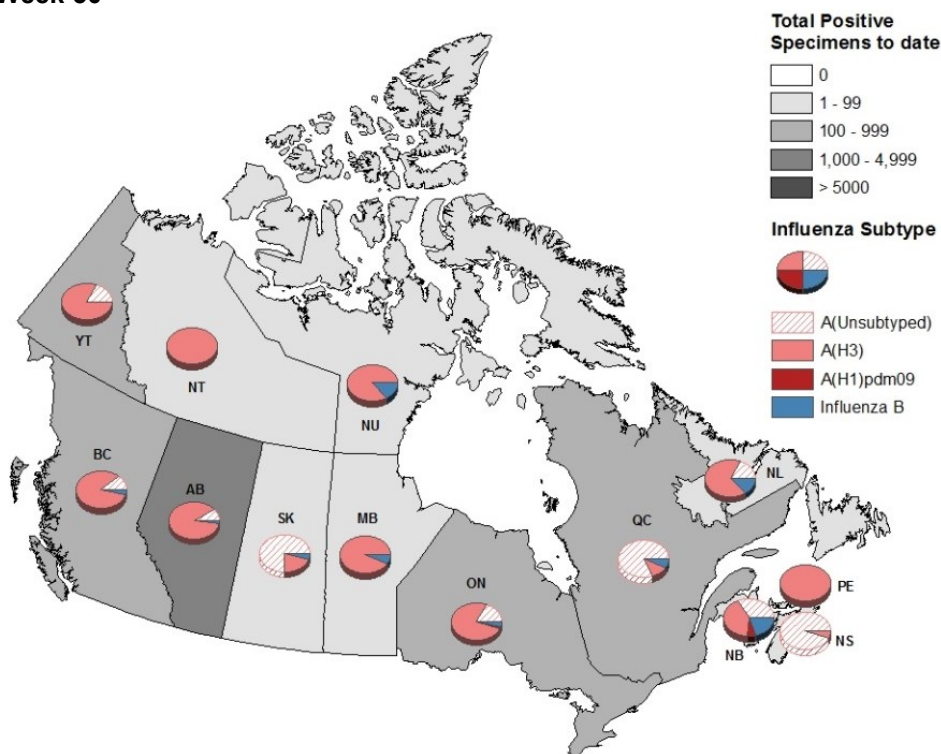 Total Positive
Specimens to date
0
1 - 99
100 - 999
1,000 - 4,999
> 5000
Influenza Subtype
A(Unsubtyped)
A(H3)
A(H1)pdm09
Influenza B
YT
NT
NU
BC
AB
SK
MB
ON
QC
NL
PE
NB
NS